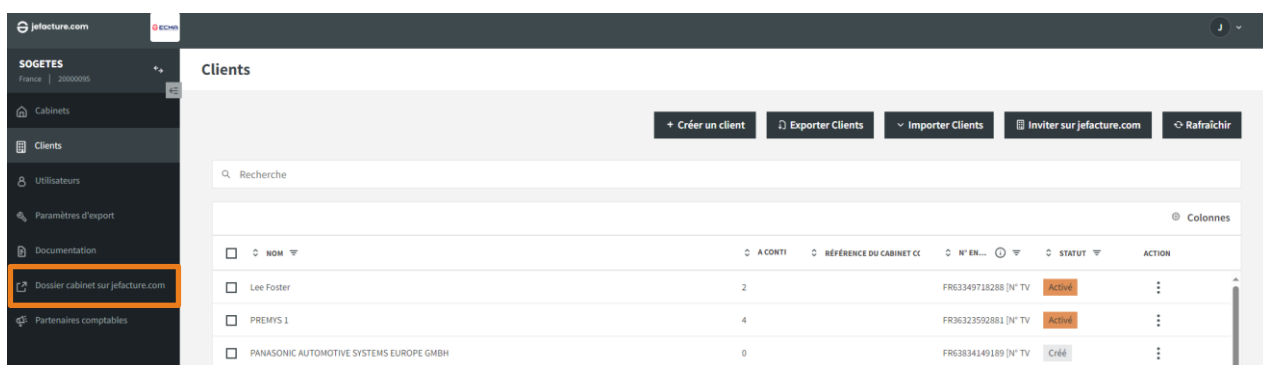 jefacture.com
ECMA
J
SOGETES
France | 20000095
Clients
Cabinets
Clients
Utilisateurs
Paramètres d'export
Documentation
Dossier cabinet sur jefacture.com
Partenaires comptables
+ Créer un client
Exporter Clients
Importer Clients
Inviter sur jefacture.com
Rafraîchir
Recherche
Colonnes
NOM A CONTI RÉFÉRENCE DU CABINET CC N° EN... STATUT ACTION
Lee Foster 2 FR63349718288 [N° TV Activé
PREMYS 1 4 FR36323592881 [N° TV Activé
PANASONIC AUTOMOTIVE SYSTEMS EUROPE GMBH 0 FR63834149189 [N° TV Créé